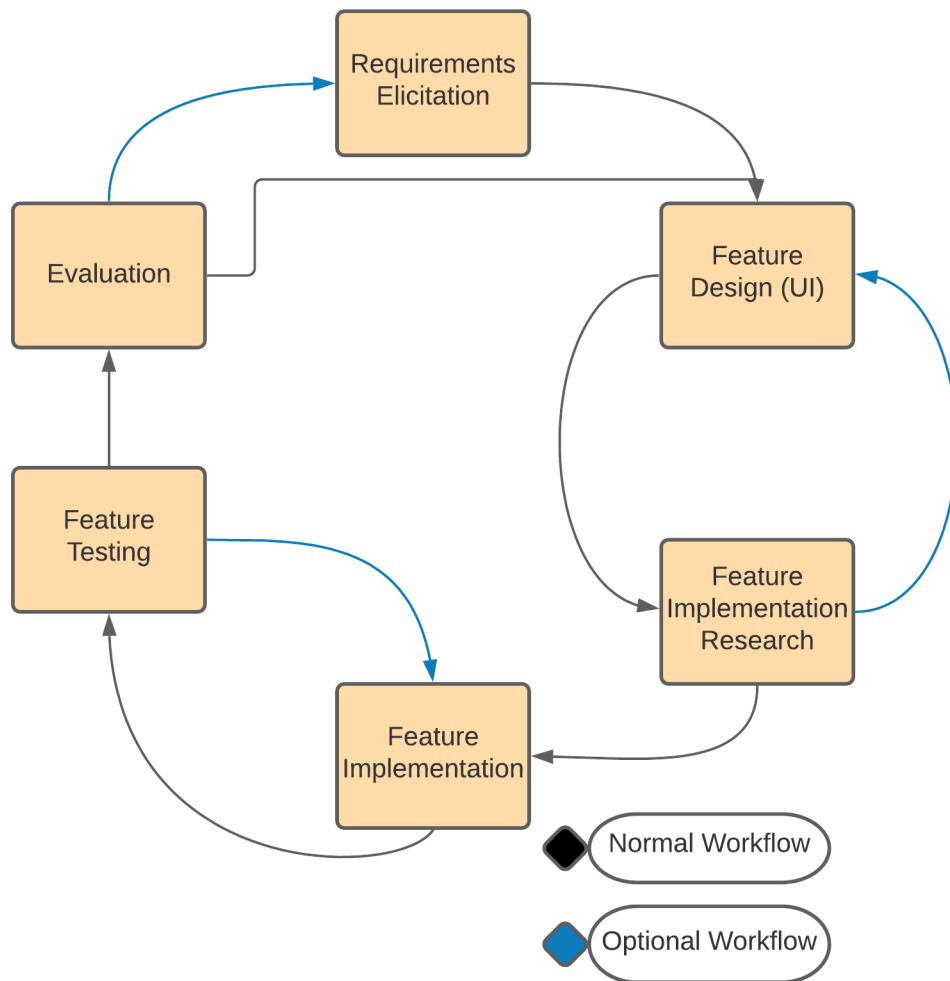 Requirements
Elicitation
Evaluation
Feature
Design (UI)
Feature
Testing
Feature
Implementation
Research
Feature
Implementation
Normal Workflow
Optional Workflow